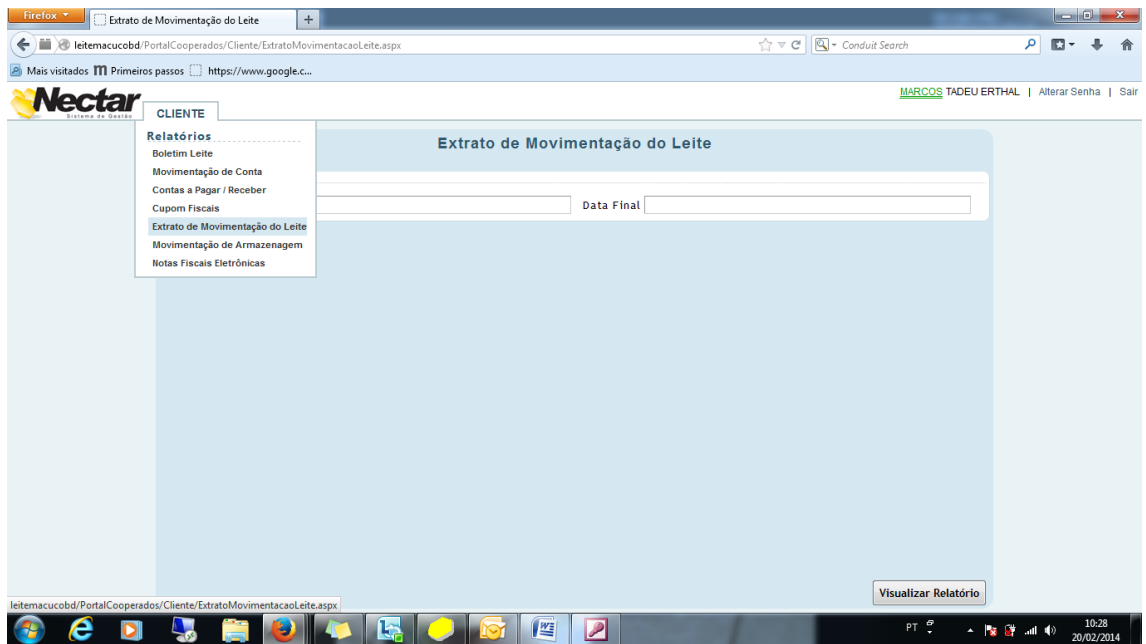 Firefox
Extrato de Movimentação do Leite
+
leitemacucobd/PortalCooperados/Cliente/ExtratoMovimentacaoLeite.aspx
Conduit Search
Mais visitados
Primeiros passos
https://www.google.c...
Nectar
Sistema de Gestão
MARCOS TADEU ERTHAL | Alterar Senha | Sair
CLIENTE
Relatórios
Boletim Leite
Movimentação de Conta
Contas a Pagar / Receber
Cupom Fiscais
Extrato de Movimentação do Leite
Movimentação de Armazenagem
Notas Fiscais Eletrônicas
Extrato de Movimentação do Leite
Data Final
Visualizar Relatório
leitemacucobd/PortalCooperados/Cliente/ExtratoMovimentacaoLeite.aspx
PT
10:28
20/02/2014